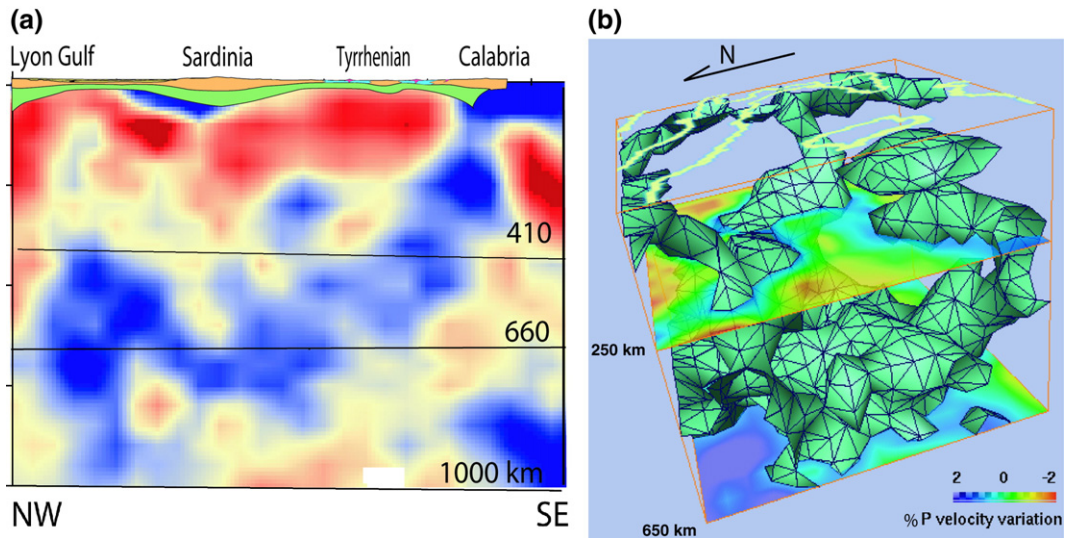 (a)
Lyon Gulf Sardinia Tyrrhenian Calabria
410
660
1000 km
NW SE
(b)
N
250 km
650 km
2 0 -2
% P velocity variation